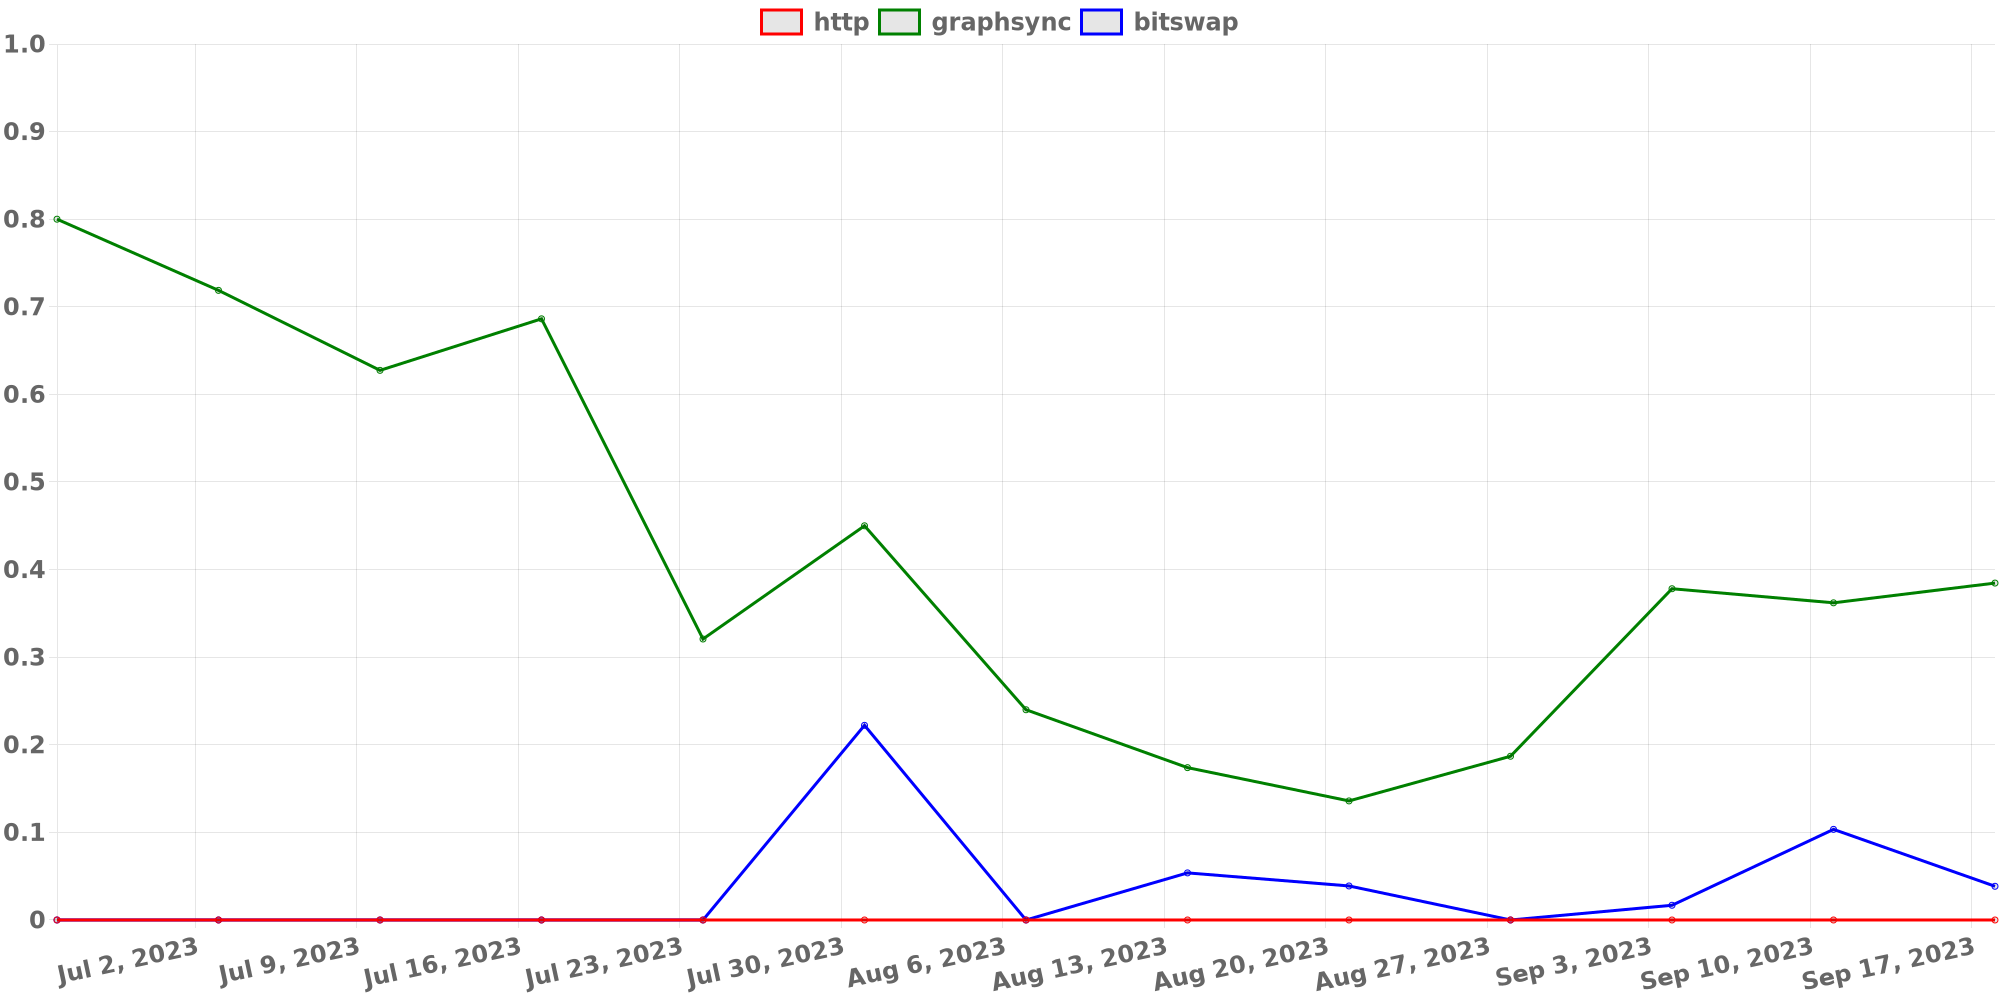 http graphsync bitswap
1.0
0.9
0.8
0.7
0.6
0.5
0.4
0.3
0.2
0.1
0
Jul 2, 2023
Jul 9, 2023
Jul 16, 2023
Jul 23, 2023
Jul 30, 2023
Aug 6, 2023
Aug 13, 2023
Aug 20, 2023
Aug 27, 2023
Sep 3, 2023
Sep 10, 2023
Sep 17, 2023